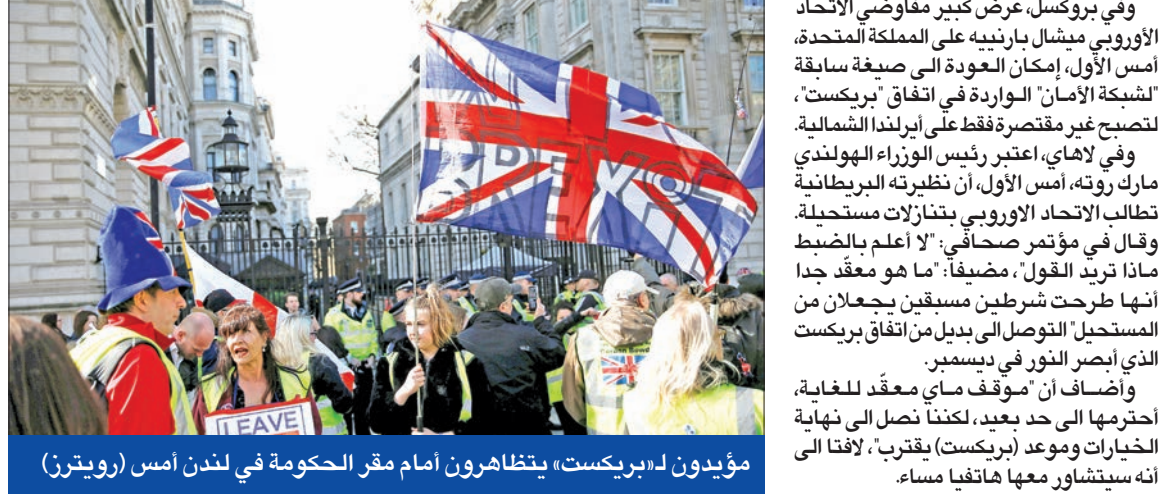 وفي بروكسل، عرض كبير مفاوضي الاتحاد
الأوروبي ميشال بارنييه على المملكة المتحدة،
أمس الأول، إمكان العودة الى صيغة سابقة
"لشبكة الأمان" الواردة في اتفاق "بريكست"،
لتصبح غير مقتصرة فقط على أيرلندا الشمالية.
وفي لاهاي، اعتبر رئيس الوزراء الهولندي
مارك روته، أمس الأول، أن نظيرته البريطانية
تطالب الاتحاد الاوروبي بتنازلات مستحيلة.
وقال في مؤتمر صحافي: "لا أعلم بالضبط
ماذا تريد القول"، مضيفا: "ما هو معقّد جدا
أنها طرحت شرطين مسبقين يجعلان من
المستحيل" التوصل الى بديل من اتفاق بريكست
الذي أبصر النور في ديسمبر.
وأضاف أن "موقف ماي معقّد للغاية،
أحترمها الى حد بعيد، لكننا نصل الى نهاية
الخيارات وموعد (بريكست) يقترب"، لافتا الى
أنه سيتشاور معها هاتفيا مساء.
BREXIT
LEAVE
مؤيدون لـ«بريكست» يتظاهرون أمام مقر الحكومة في لندن أمس (رويترز)